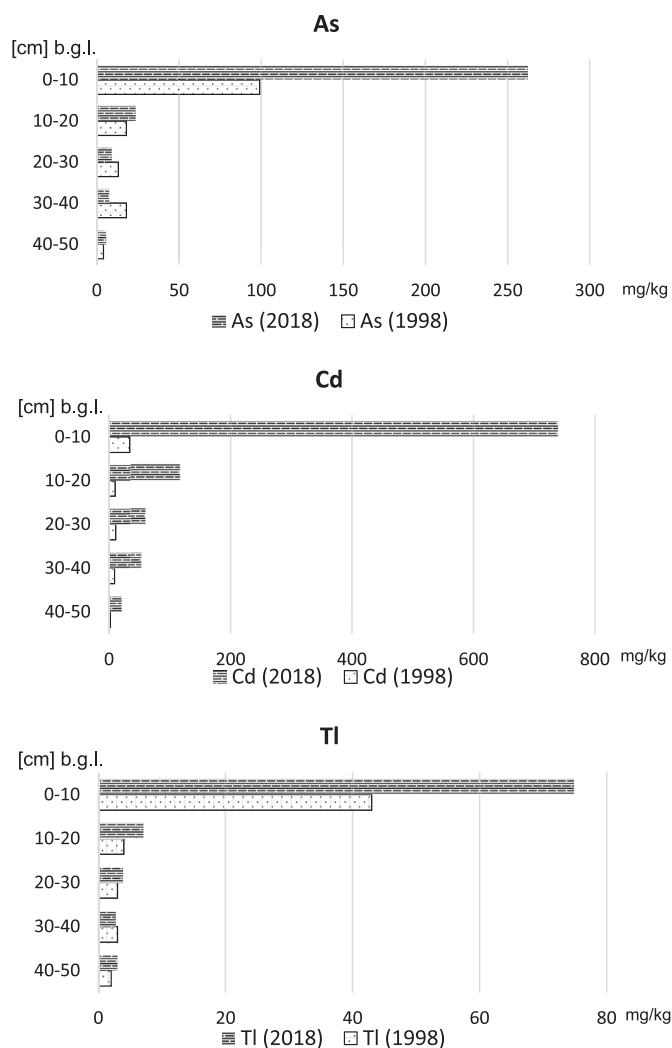 As
[cm] b.g.l.
0-10
10-20
20-30
30-40
40-50
0 50 100 150 200 250 300 mg/kg
As (2018) As (1998)
Cd
[cm] b.g.l.
0-10
10-20
20-30
30-40
40-50
0 200 400 600 800 mg/kg
Cd (2018) Cd (1998)
Tl
[cm] b.g.l.
0-10
10-20
20-30
30-40
40-50
0 20 40 60 80
Tl (2018) Tl (1998) mg/kg